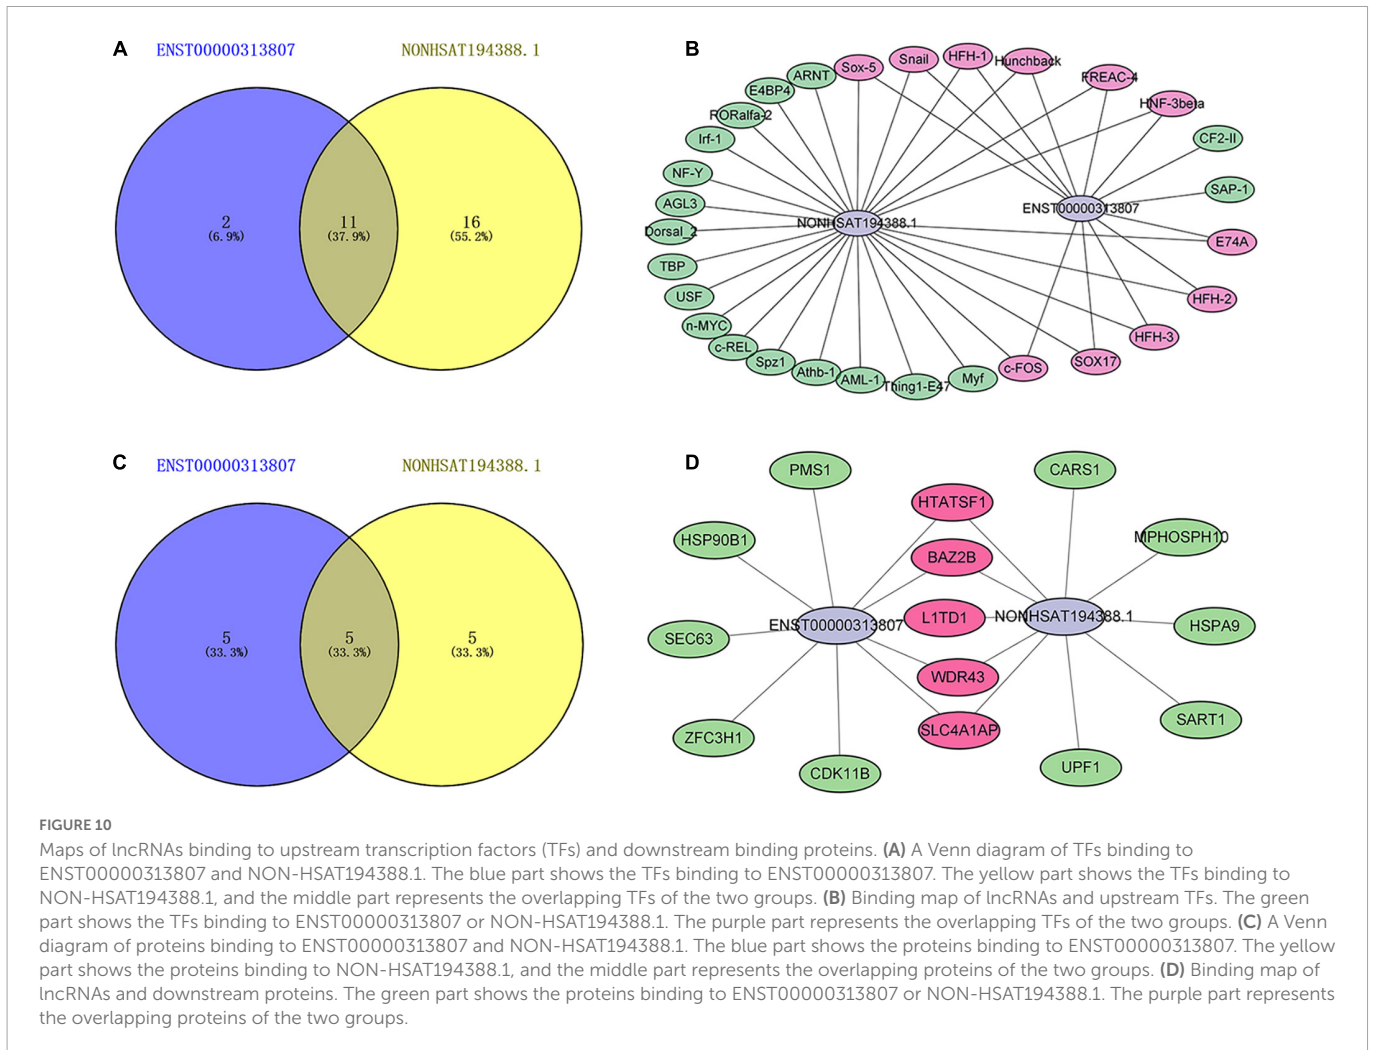 A
ENST00000313807
NONHSAT194388.1
2
(6.9%)
11
(37.9%)
16
(55.2%)
B
Sox-5
Snail
HFH-1
Hunchback
FREAC-4
HNF-3beta
CF2-II
SAP-1
E74A
HFH-2
HFH-3
SOX17
c-FOS
Myf
Thing1-E47
AML-1
Athb-1
Spz1
c-REL
n-MYC
USF
TBP
Dorsal_2
AGL3
NF-Y
Irf-1
RORalfa-2
E4BP4
ARNT
NONHSAT194388.1
ENST00000313807
C
ENST00000313807
NONHSAT194388.1
5
(33.3%)
5
(33.3%)
5
(33.3%)
D
PMS1
CARS1
HTATSF1
HSP90B1
BAZ2B
MPHOSPH10
ENST00000313807
L1TD1
NONHSAT194388.1
HSPA9
SEC63
WDR43
SLC4A1AP
SART1
ZFC3H1
CDK11B
UPF1
FIGURE 10
Maps of lncRNAs binding to upstream transcription factors (TFs) and downstream binding proteins. (A) A Venn diagram of TFs binding to
ENST00000313807 and NON-HSAT194388.1. The blue part shows the TFs binding to ENST00000313807. The yellow part shows the TFs binding to
NON-HSAT194388.1, and the middle part represents the overlapping TFs of the two groups. (B) Binding map of lncRNAs and upstream TFs. The green
part shows the TFs binding to ENST00000313807 or NON-HSAT194388.1. The purple part represents the overlapping TFs of the two groups. (C) A Venn
diagram of proteins binding to ENST00000313807 and NON-HSAT194388.1. The blue part shows the proteins binding to ENST00000313807. The yellow
part shows the proteins binding to NON-HSAT194388.1, and the middle part represents the overlapping proteins of the two groups. (D) Binding map of
lncRNAs and downstream proteins. The green part shows the proteins binding to ENST00000313807 or NON-HSAT194388.1. The purple part represents
the overlapping proteins of the two groups.